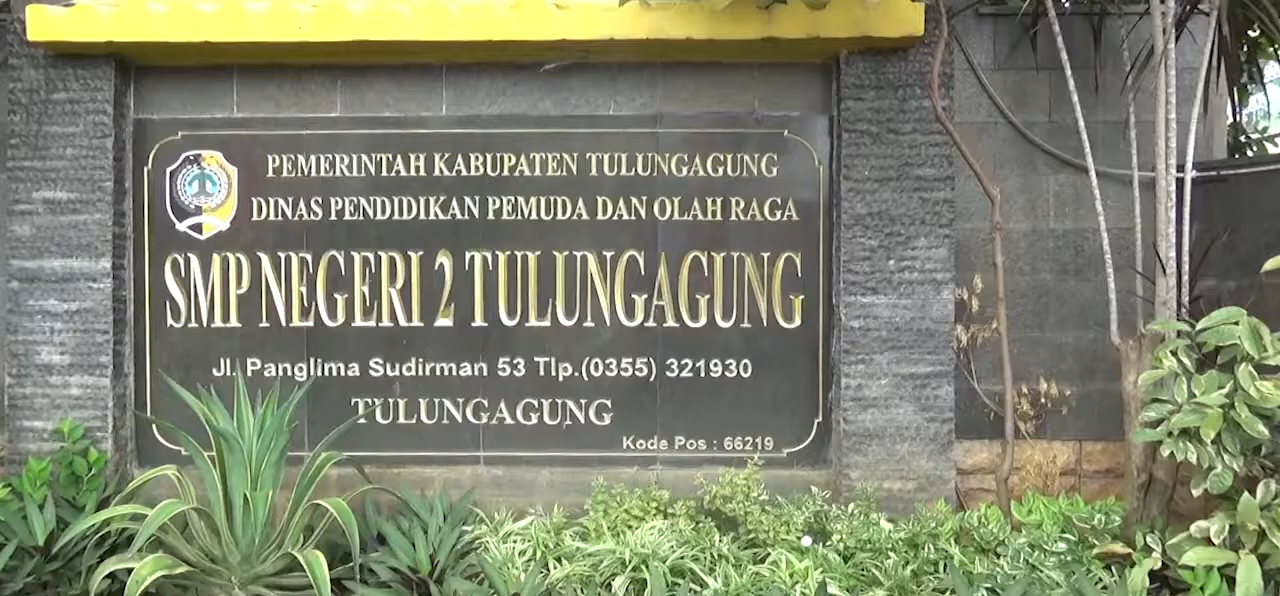 PEMERINTAH KABUPATEN TULUNGAGUNG
DINAS PENDIDIKAN PEMUDA DAN OLAH RAGA
SMP NEGERI 2 TULUNGAGUNG
Jl. Panglima Sudirman 53 Tlp.(0355) 321930
TULUNGAGUNG
Kode Pos : 66219